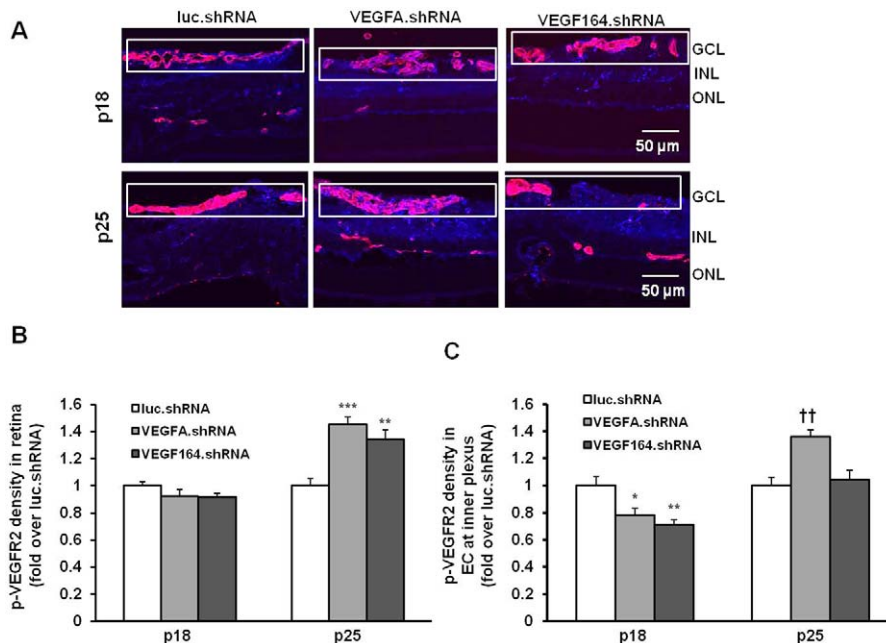 A
luc.shRNA
VEGFA.shRNA
VEGF164.shRNA
p18
GCL
INL
ONL
50 µm
p25
GCL
INL
ONL
50 µm
B
p-VEGFR2 density in retina
(fold over luc.shRNA)
1.6
1.4
1.2
1
0.8
0.6
0.4
0.2
0
luc.shRNA
VEGFA.shRNA
VEGF164.shRNA
***
**
p18
p25
C
p-VEGFR2 density in
EC at inner plexus
(fold over luc.shRNA)
1.6
1.4
1.2
1
0.8
0.6
0.4
0.2
0
luc.shRNA
VEGFA.shRNA
VEGF164.shRNA
*
**
††
p18
p25